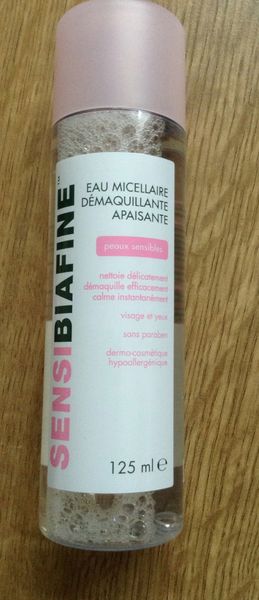 SENSIBIAFINE™
EAU MICELLAIRE
DÉMAQUILLANTE
APAISANTE
peaux sensibles
nettoie délicatement
démaquille efficacement
calme instantanément
visage et yeux
sans paraben
dermo-cosmétique
hypoallergénique
125 ml e